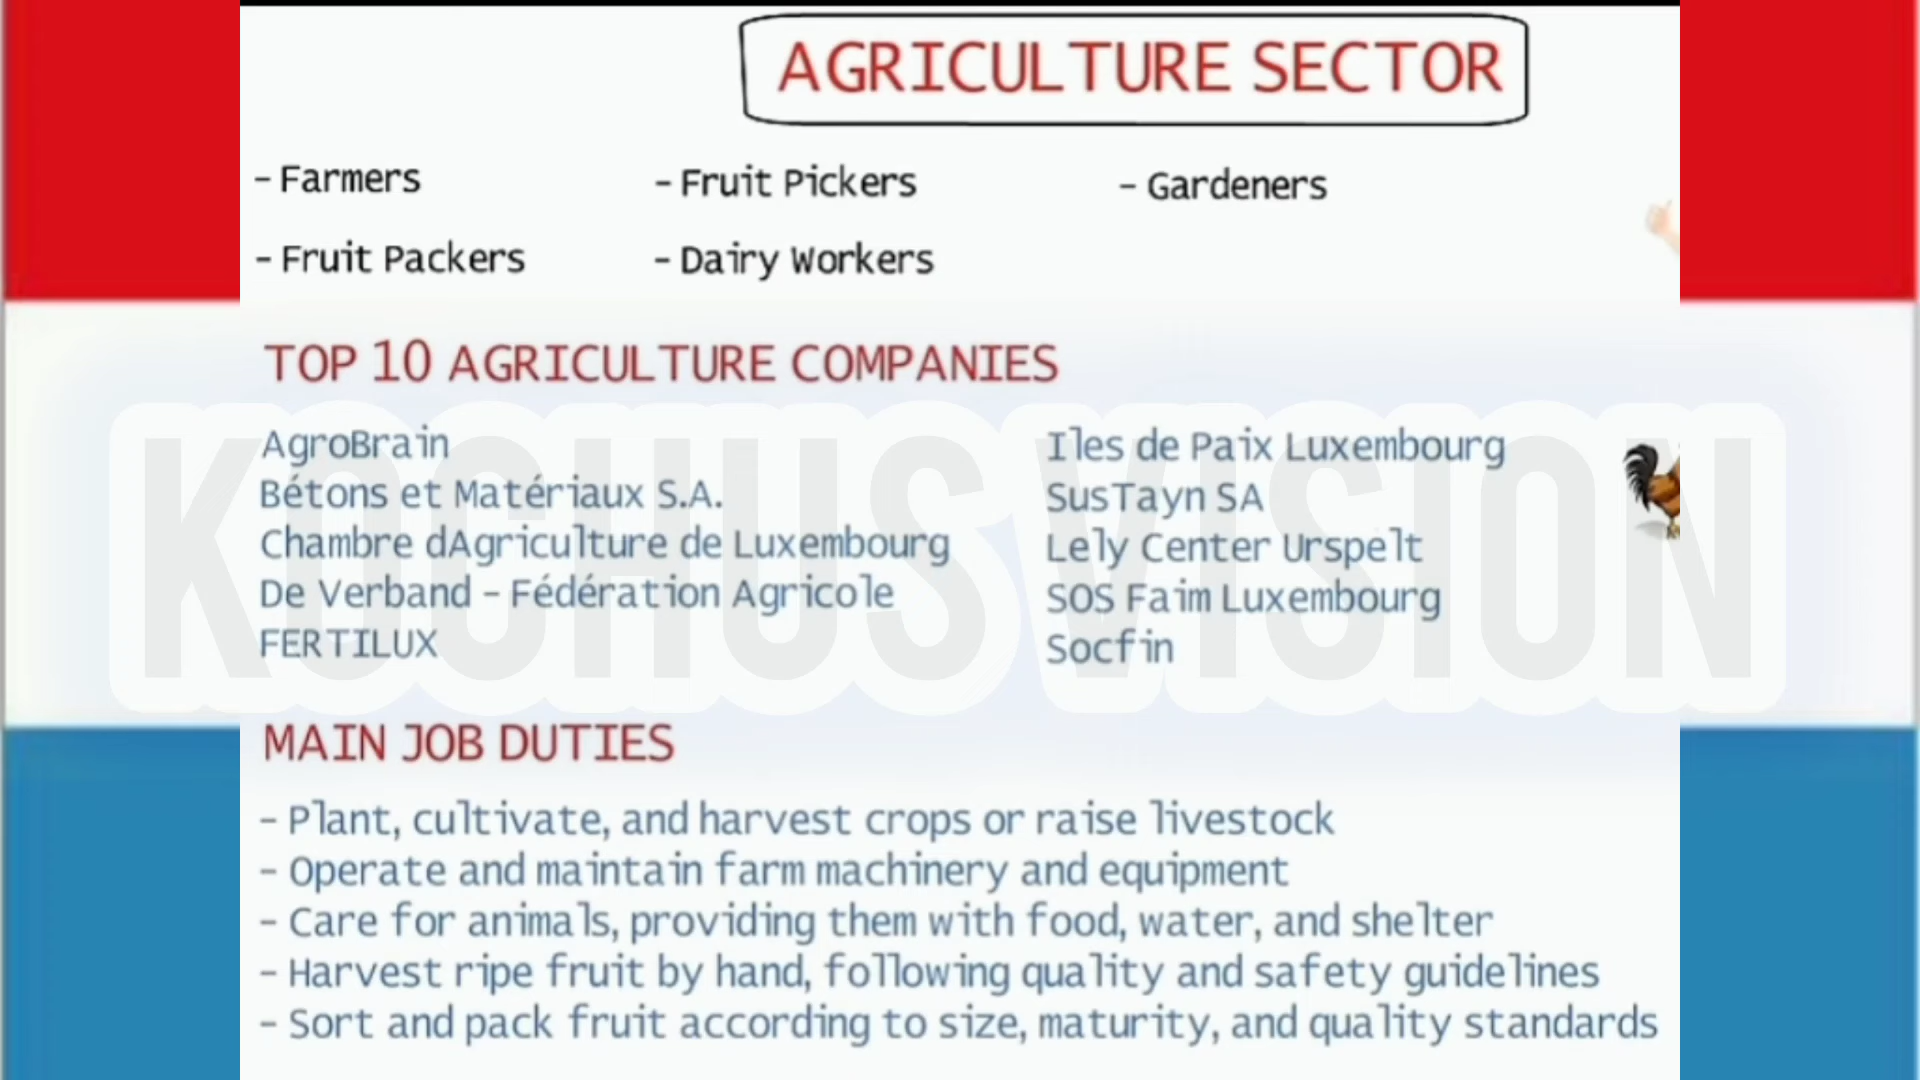 AGRICULTURE SECTOR
- Farmers
- Fruit Pickers
- Gardeners
- Fruit Packers
- Dairy Workers
TOP 10 AGRICULTURE COMPANIES
AgroBrain
Bétons et Matériaux S.A.
Chambre dAgriculture de Luxembourg
De Verband - Fédération Agricole
FERTILUX
Iles de Paix Luxembourg
SusTayn SA
Lely Center Urspelt
SOS Faim Luxembourg
Socfin
KOCHUS VISION
MAIN JOB DUTIES
- Plant, cultivate, and harvest crops or raise livestock
- Operate and maintain farm machinery and equipment
- Care for animals, providing them with food, water, and shelter
- Harvest ripe fruit by hand, following quality and safety guidelines
- Sort and pack fruit according to size, maturity, and quality standards